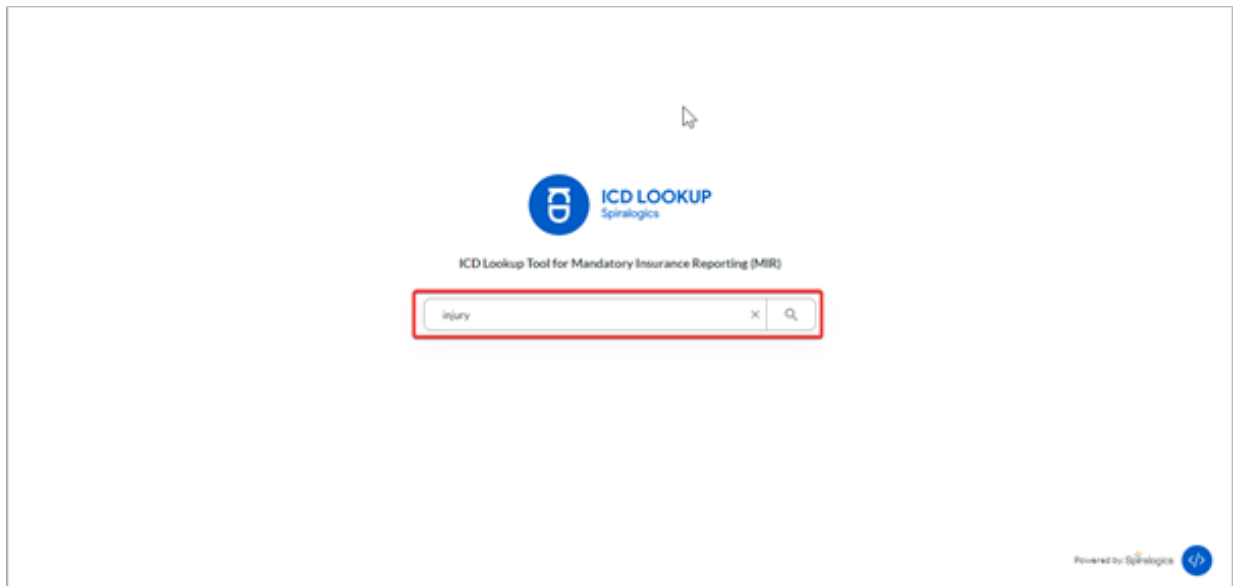 ICD LOOKUP
Spiralogics
ICD Lookup Tool for Mandatory Insurance Reporting (MIR)
injury
Powered by Spiralogics